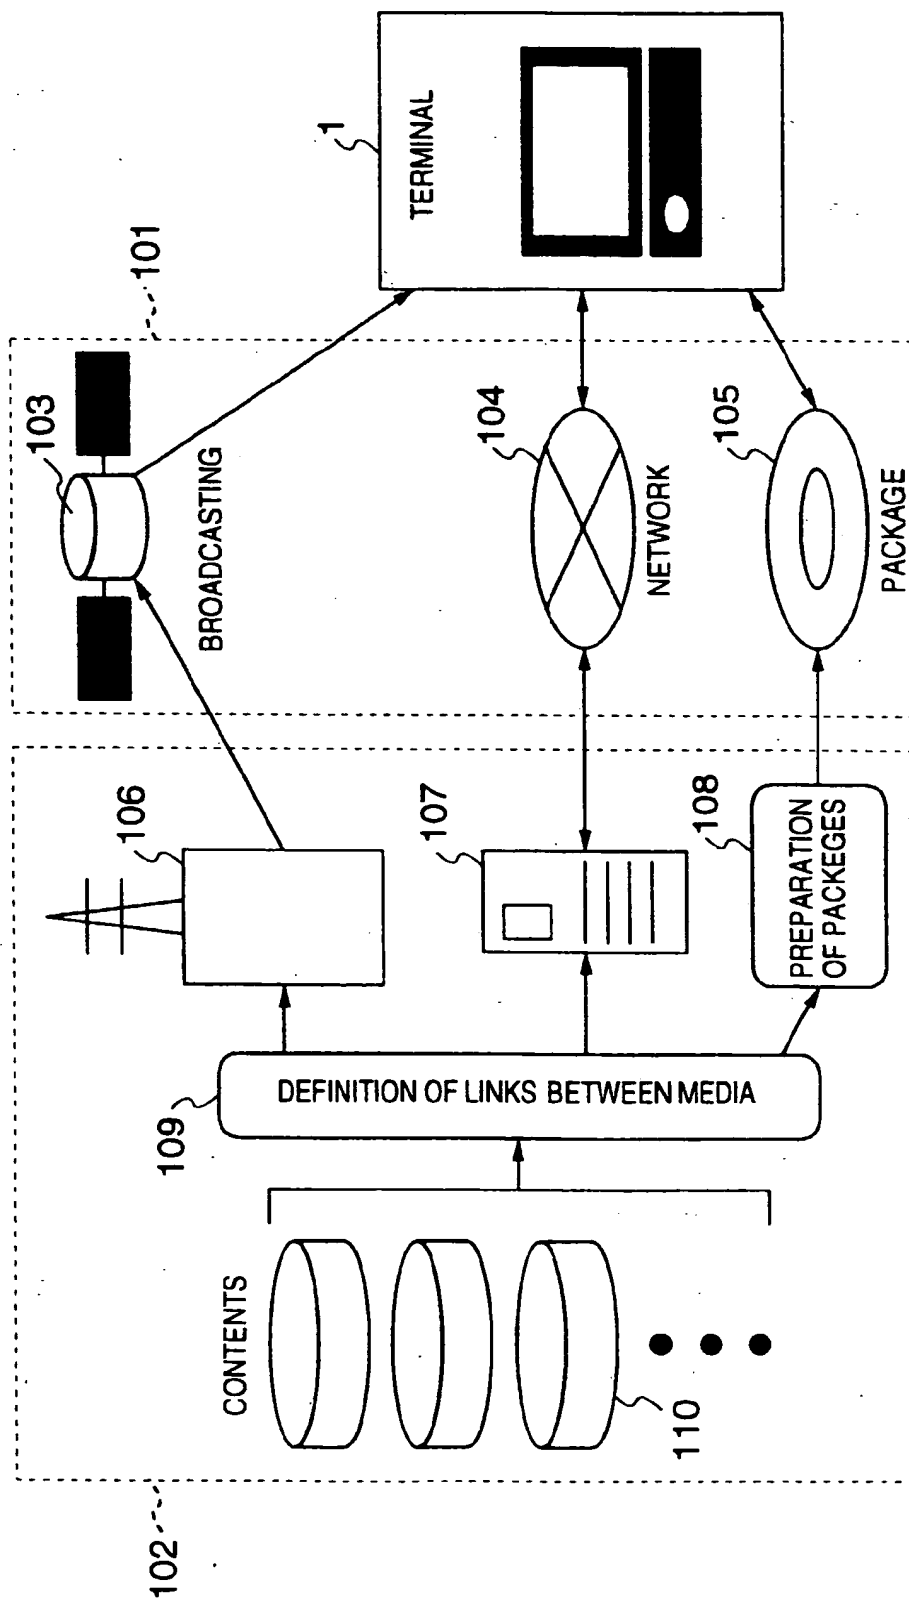 102
CONTENTS
110
109
DEFINITION OF LINKS BETWEEN MEDIA
106
107
108
PREPARATION
OF PACKEGES
101
103
BROADCASTING
104
NETWORK
105
PACKAGE
1
TERMINAL